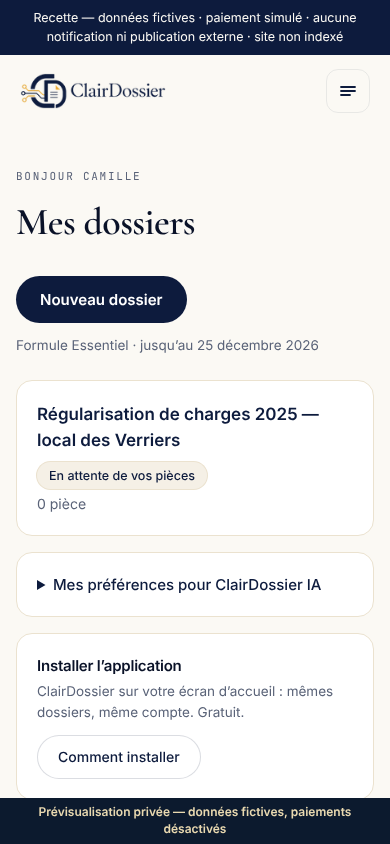 Recette — données fictives · paiement simulé · aucune
notification ni publication externe · site non indexé
ClairDossier
BONJOUR CAMILLE
Mes dossiers
Nouveau dossier
Formule Essentiel · jusqu’au 25 décembre 2026
Régularisation de charges 2025 —
local des Verriers
En attente de vos pièces
0 pièce
Mes préférences pour ClairDossier IA
Installer l’application
ClairDossier sur votre écran d’accueil : mêmes
dossiers, même compte. Gratuit.
Comment installer
Prévisualisation privée — données fictives, paiements
désactivés